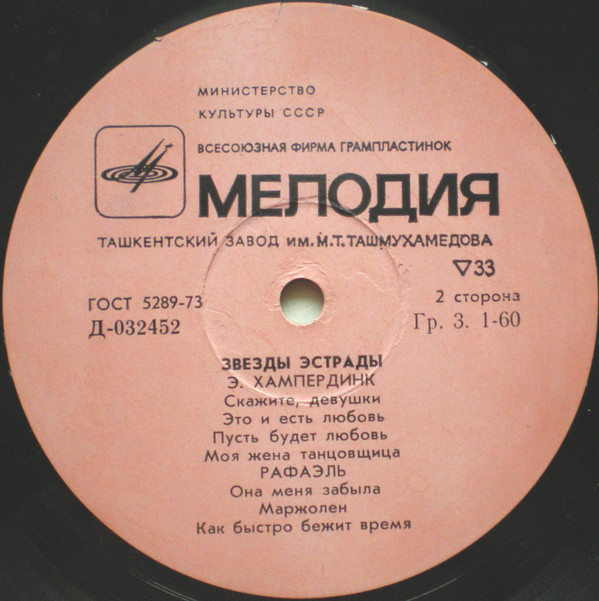 МИНИСТЕРСТВО
КУЛЬТУРЫ СССР
ВСЕСОЮЗНАЯ ФИРМА ГРАМПЛАСТИНОК
МЕЛОДИЯ
ТАШКЕНТСКИЙ ЗАВОД ИМ. М.Т. ТАШМУХАМЕДОВА
▽33
ГОСТ 5289-73
2 сторона
Д-032452
Гр. 3. 1-60
ЗВЕЗДЫ ЭСТРАДЫ
Э. ХАМПЕРДИНК
Скажите, девушки
Это и есть любовь
Пусть будет любовь
Моя жена танцовщица
РАФАЭЛЬ
Она меня забыла
Маржолен
Как быстро бежит время